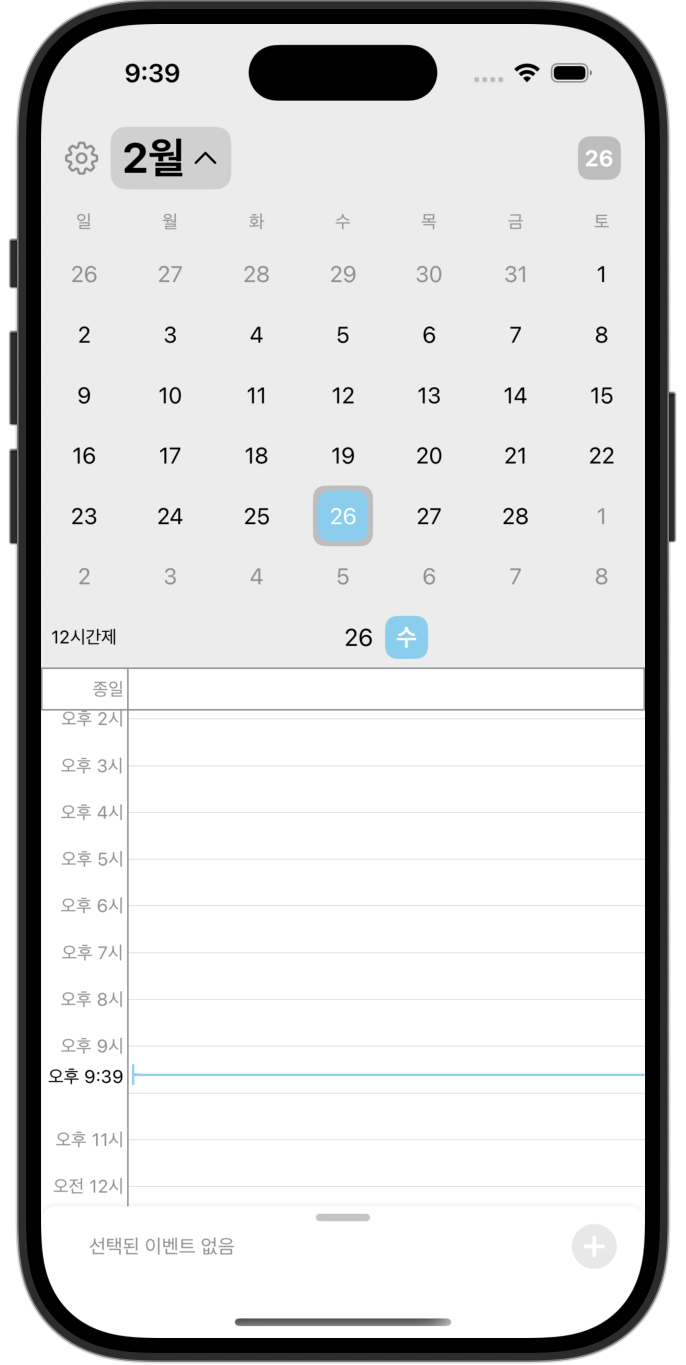 9:39
2월
26
일 월 화 수 목 금 토
26 27 28 29 30 31 1
2 3 4 5 6 7 8
9 10 11 12 13 14 15
16 17 18 19 20 21 22
23 24 25 26 27 28 1
2 3 4 5 6 7 8
12시간제 26 수
종일
오후 2시
오후 3시
오후 4시
오후 5시
오후 6시
오후 7시
오후 8시
오후 9시
오후 9:39
오후 11시
오전 12시
선택된 이벤트 없음